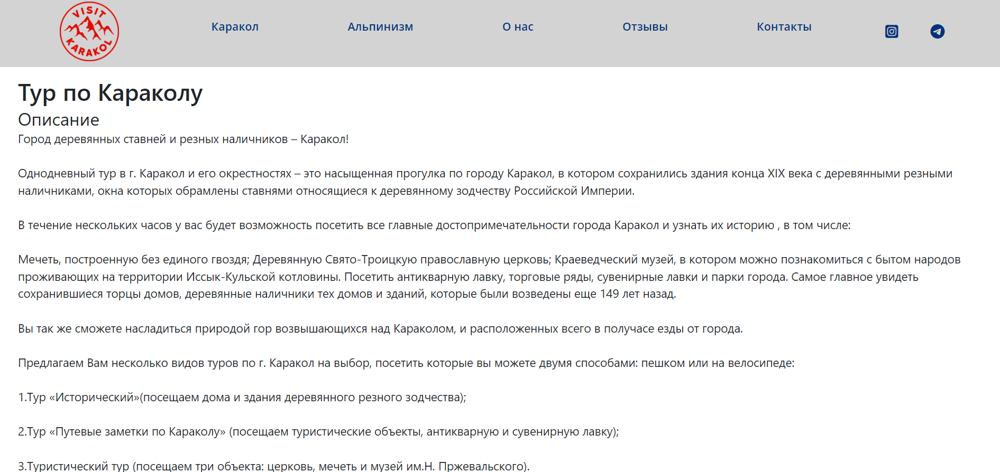 VISIT
KARAKOL
Каракол
Альпинизм
О нас
Отзывы
Контакты
Тур по Караколу
Описание
Город деревянных ставней и резных наличников – Каракол!
Однодневный тур в г. Каракол и его окрестностях – это насыщенная прогулка по городу Каракол, в котором сохранились здания конца XIX века с деревянными резными
наличниками, окна которых обрамлены ставнями относящиеся к деревянному зодчеству Российской Империи.
В течение нескольких часов у вас будет возможность посетить все главные достопримечательности города Каракол и узнать их историю , в том числе:
Мечеть, построенную без единого гвоздя; Деревянную Свято-Троицкую православную церковь; Краеведческий музей, в котором можно познакомиться с бытом народов
проживающих на территории Иссык-Кульской котловины. Посетить антикварную лавку, торговые ряды, сувенирные лавки и парки города. Самое главное увидеть
сохранившиеся торцы домов, деревянные наличники тех домов и зданий, которые были возведены еще 149 лет назад.
Вы так же сможете насладиться природой гор возвышающихся над Караколом, и расположенных всего в получасе езды от города.
Предлагаем Вам несколько видов туров по г. Каракол на выбор, посетить которые вы можете двумя способами: пешком или на велосипеде:
1.Тур «Исторический»(посещаем дома и здания деревянного резного зодчества);
2.Тур «Путевые заметки по Караколу» (посещаем туристические объекты, антикварную и сувенирную лавку);
3.Туристический тур (посещаем три объекта: церковь, мечеть и музей им.Н. Пржевальского).